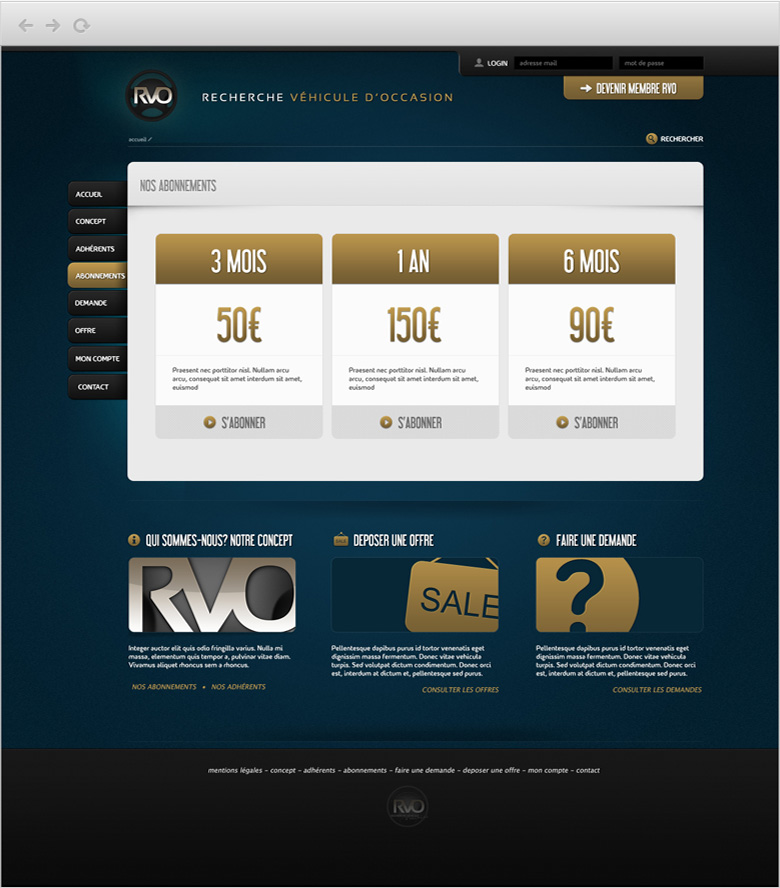 LOGIN adresse mail mot de passe
RVO
RECHERCHE VÉHICULE D'OCCASION
DEVENIR MEMBRE RVO
accueil /
RECHERCHER
ACCUEIL
CONCEPT
ADHÉRENTS
ABONNEMENTS
DEMANDE
OFFRE
MON COMPTE
CONTACT
NOS ABONNEMENTS
3 MOIS
50€
Praesent nec porttitor nisl. Nullam arcu
arcu, consequat sit amet interdum sit amet,
euismod
S'ABONNER
1 AN
150€
Praesent nec porttitor nisl. Nullam arcu
arcu, consequat sit amet interdum sit amet,
euismod
S'ABONNER
6 MOIS
90€
Praesent nec porttitor nisl. Nullam arcu
arcu, consequat sit amet interdum sit amet,
euismod
S'ABONNER
QUI SOMMES-NOUS? NOTRE CONCEPT
RVO
Integer auctor elit quis odio fringilla varius. Nulla mi
massa, elementum quis tempor a, pulvinar vitae diam.
Vivamus aliquet rhoncus sem a rhoncus.
NOS ABONNEMENTS + NOS ADHÉRENTS
SALE
DEPOSER UNE OFFRE
SALE
Pellentesque dapibus purus id tortor venenatis eget
dignissim massa fermentum. Donec vitae vehicula
turpis. Sed volutpat dictum condimentum. Donec orci
est, interdum at dictum et, pellentesque sed purus.
CONSULTER LES OFFRES
? FAIRE UNE DEMANDE
?
Pellentesque dapibus purus id tortor venenatis eget
dignissim massa fermentum. Donec vitae vehicula
turpis. Sed volutpat dictum condimentum. Donec orci
est, interdum at dictum et, pellentesque sed purus.
CONSULTER LES DEMANDES
mentions légales – concept – adhérents – abonnements – faire une demande – deposer une offre – mon compte – contact
RVO